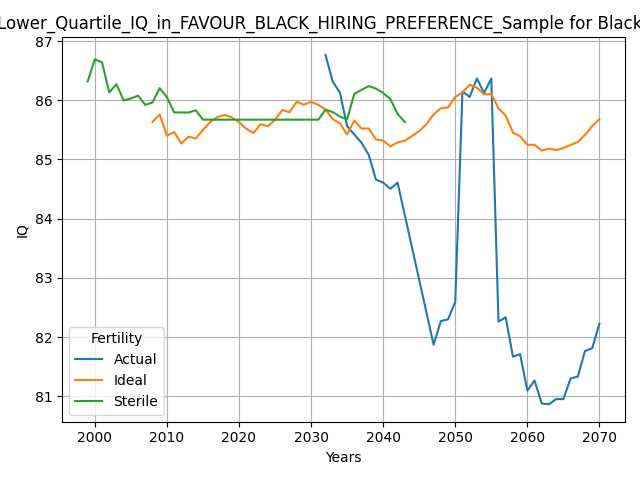 Lower_Quartile_IQ_in_FAVOUR_BLACK_HIRING_PREFERENCE_Sample for Black
87
86
85
84
83
82
81
IQ
Fertility
Actual
Ideal
Sterile
2000 2010 2020 2030 2040 2050 2060 2070
Years